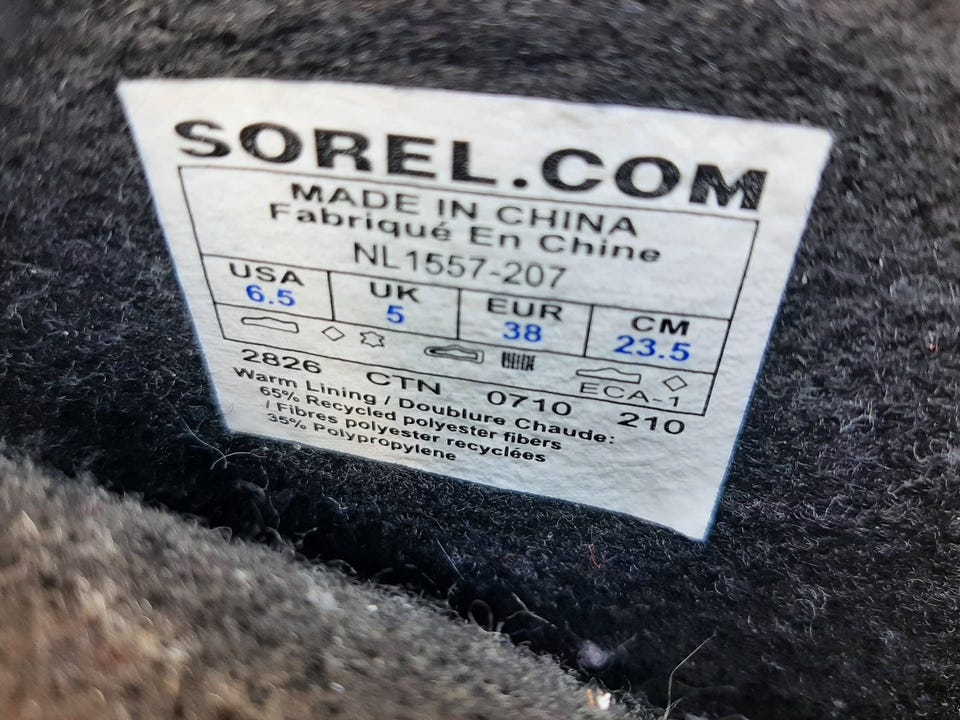 SOREL.COM
MADE IN CHINA
Fabriqué En Chine
NL1557-207
USA UK EUR CM
6.5 5 38 23.5
2826 CTN 0710 ECA-1 210
Warm Lining / Doublure Chaude:
65% Recycled polyester fibers
/ Fibres polyester recyclées
35% Polypropylene